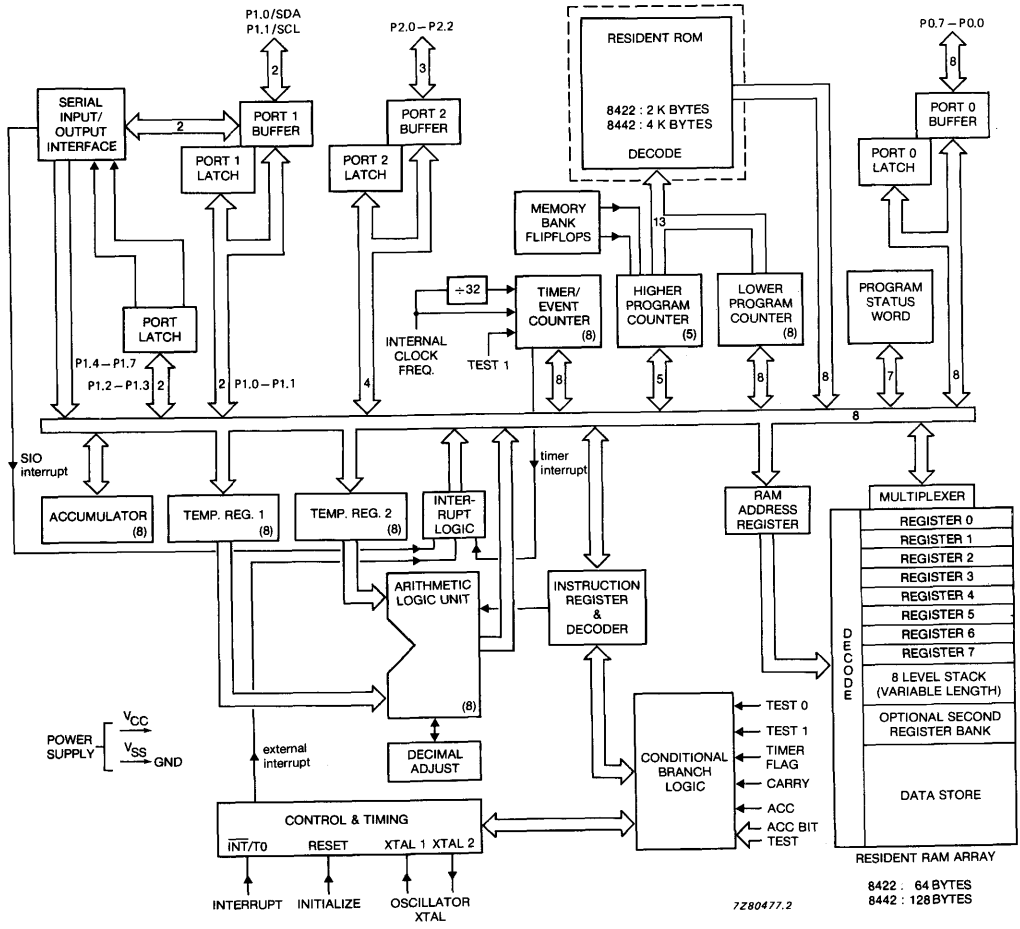 P1.0/SDA
P1.1/SCL
P2.0–P2.2
P0.7–P0.0
2
3
8
RESIDENT ROM
8422 : 2 K BYTES
8442 : 4 K BYTES
DECODE
SERIAL
INPUT/
OUTPUT
INTERFACE
2
PORT 1
BUFFER
PORT 1
LATCH
PORT 2
BUFFER
PORT 2
LATCH
PORT 0
BUFFER
PORT 0
LATCH
MEMORY
BANK
FLIPFLOPS
13
÷32
TIMER/
EVENT
COUNTER
(8)
HIGHER
PROGRAM
COUNTER
(5)
LOWER
PROGRAM
COUNTER
(8)
PROGRAM
STATUS
WORD
PORT
LATCH
INTERNAL
CLOCK
FREQ.
TEST 1
P1.4–P1.7
P1.2–P1.3
2
2
P1.0–P1.1
4
8
5
8
8
7
8
8
SIO
interrupt
timer
interrupt
ACCUMULATOR
(8)
TEMP. REG. 1
(8)
TEMP. REG. 2
(8)
INTER-
RUPT
LOGIC
RAM
ADDRESS
REGISTER
MULTIPLEXER
REGISTER 0
REGISTER 1
REGISTER 2
REGISTER 3
REGISTER 4
REGISTER 5
REGISTER 6
REGISTER 7
8 LEVEL STACK
(VARIABLE LENGTH)
OPTIONAL SECOND
REGISTER BANK
DATA STORE
DECODE
ARITHMETIC
LOGIC UNIT
(8)
INSTRUCTION
REGISTER
&
DECODER
DECIMAL
ADJUST
CONDITIONAL
BRANCH
LOGIC
TEST 0
TEST 1
TIMER
FLAG
CARRY
ACC
ACC BIT
TEST
POWER
SUPPLY
VCC
VSS
GND
external
interrupt
CONTROL & TIMING
INT/T0
RESET
XTAL 1
XTAL 2
INTERRUPT
INITIALIZE
OSCILLATOR
XTAL
RESIDENT RAM ARRAY
8422 : 64 BYTES
8442 : 128 BYTES
7Z80477.2